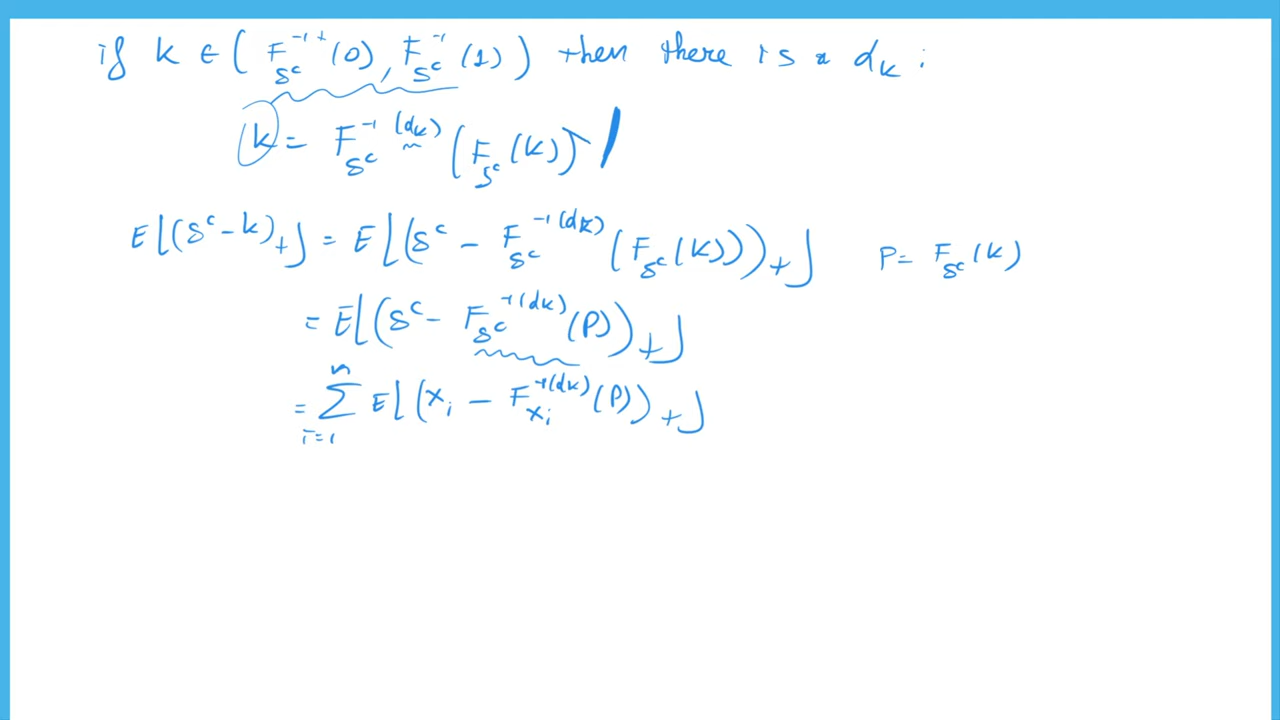 if k ∈ ( F_{S^c}^{-1+}(0), F_{S^c}^{-1}(1) ) then there is a d_k :
k = F_{S^c}^{-1(d_k)} ( F_{S^c}(k) )
E[(S^c - k)_+] = E[(S^c - F_{S^c}^{-1(d_k)}(F_{S^c}(k)))_+] P = F_{S^c}(k)
= E[(S^c - F_{S^c}^{-1(d_k)}(P))_+]
= \sum_{i=1}^{n} E[(x_i - F_{x_i}^{-1(d_k)}(P))_+]